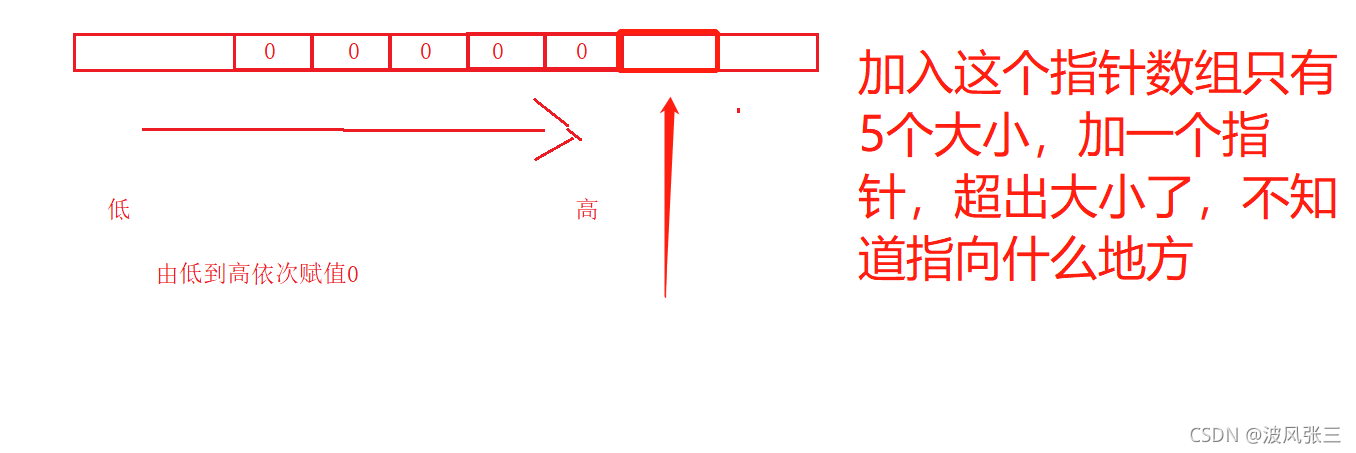 0 0 0 0 0
加入这个指针数组只有
5个大小，加一个指
针，超出大小了，不知
道指向什么地方
低 高
由低到高依次赋值0
CSDN @波风张三